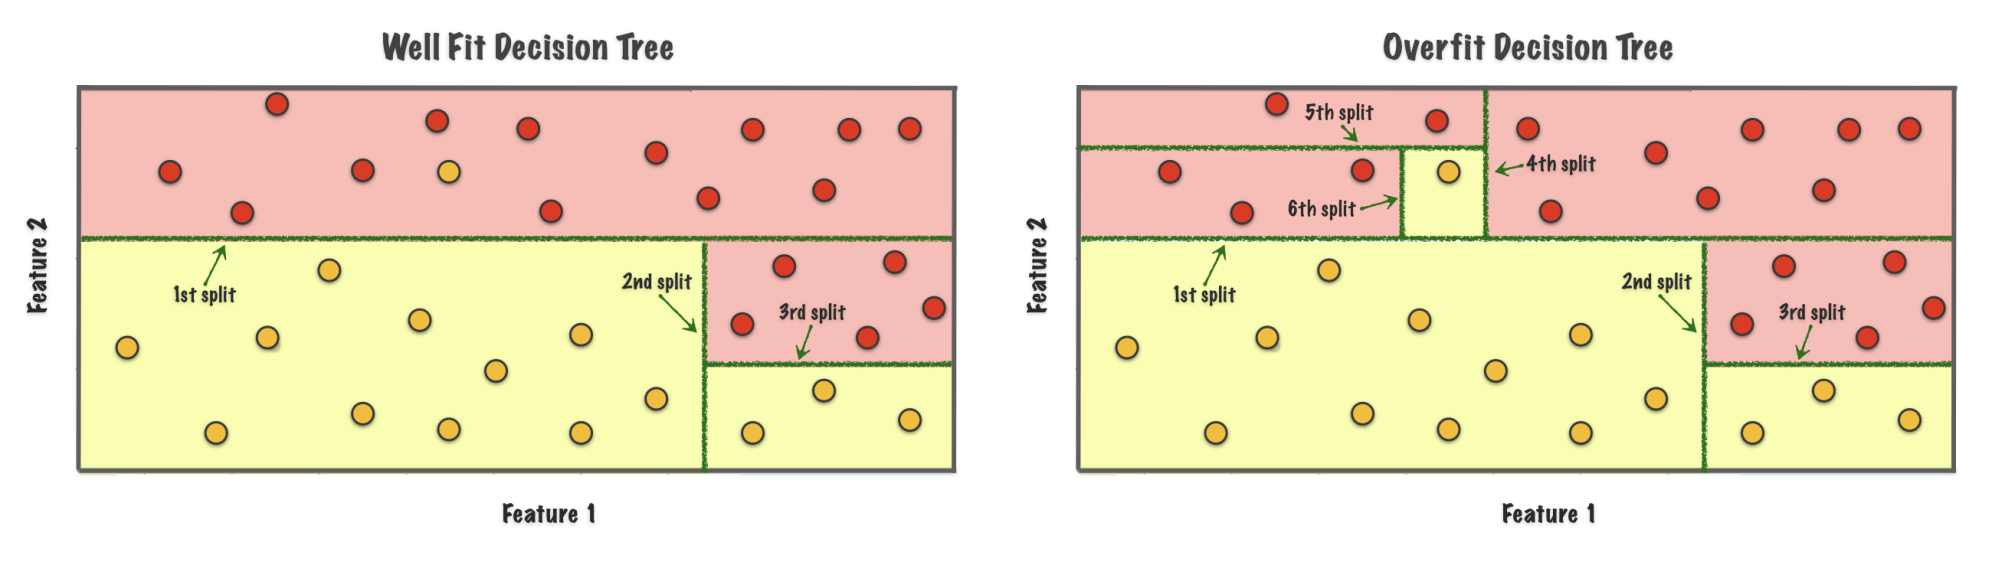 Well Fit Decision Tree
Feature 2
1st split
2nd split
3rd split
Feature 1
Overfit Decision Tree
Feature 2
5th split
4th split
6th split
1st split
2nd split
3rd split
Feature 1